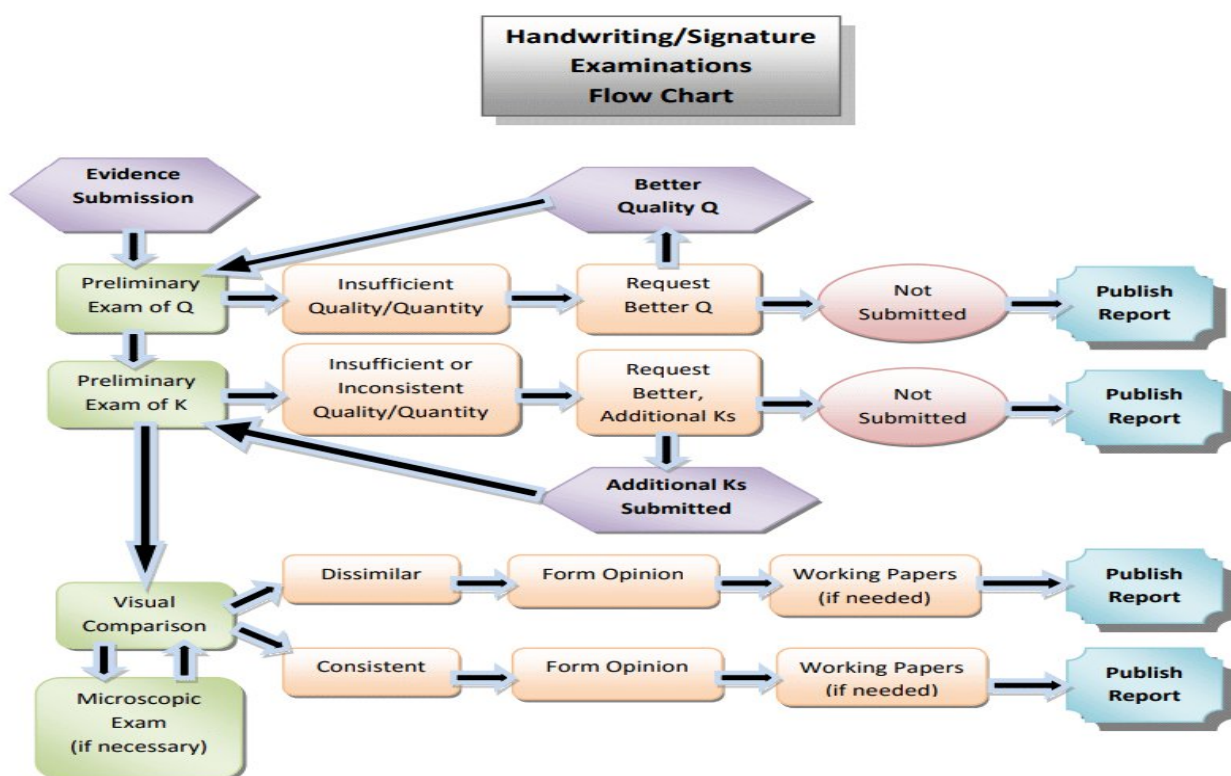 Handwriting/Signature
Examinations
Flow Chart
Evidence
Submission
Better
Quality Q
Preliminary
Exam of Q
Insufficient
Quality/Quantity
Request
Better Q
Not
Submitted
Publish
Report
Preliminary
Exam of K
Insufficient or
Inconsistent
Quality/Quantity
Request
Better,
Additional Ks
Not
Submitted
Publish
Report
Additional Ks
Submitted
Visual
Comparison
Dissimilar
Form Opinion
Working Papers
(if needed)
Publish
Report
Consistent
Form Opinion
Working Papers
(if needed)
Publish
Report
Microscopic
Exam
(if necessary)